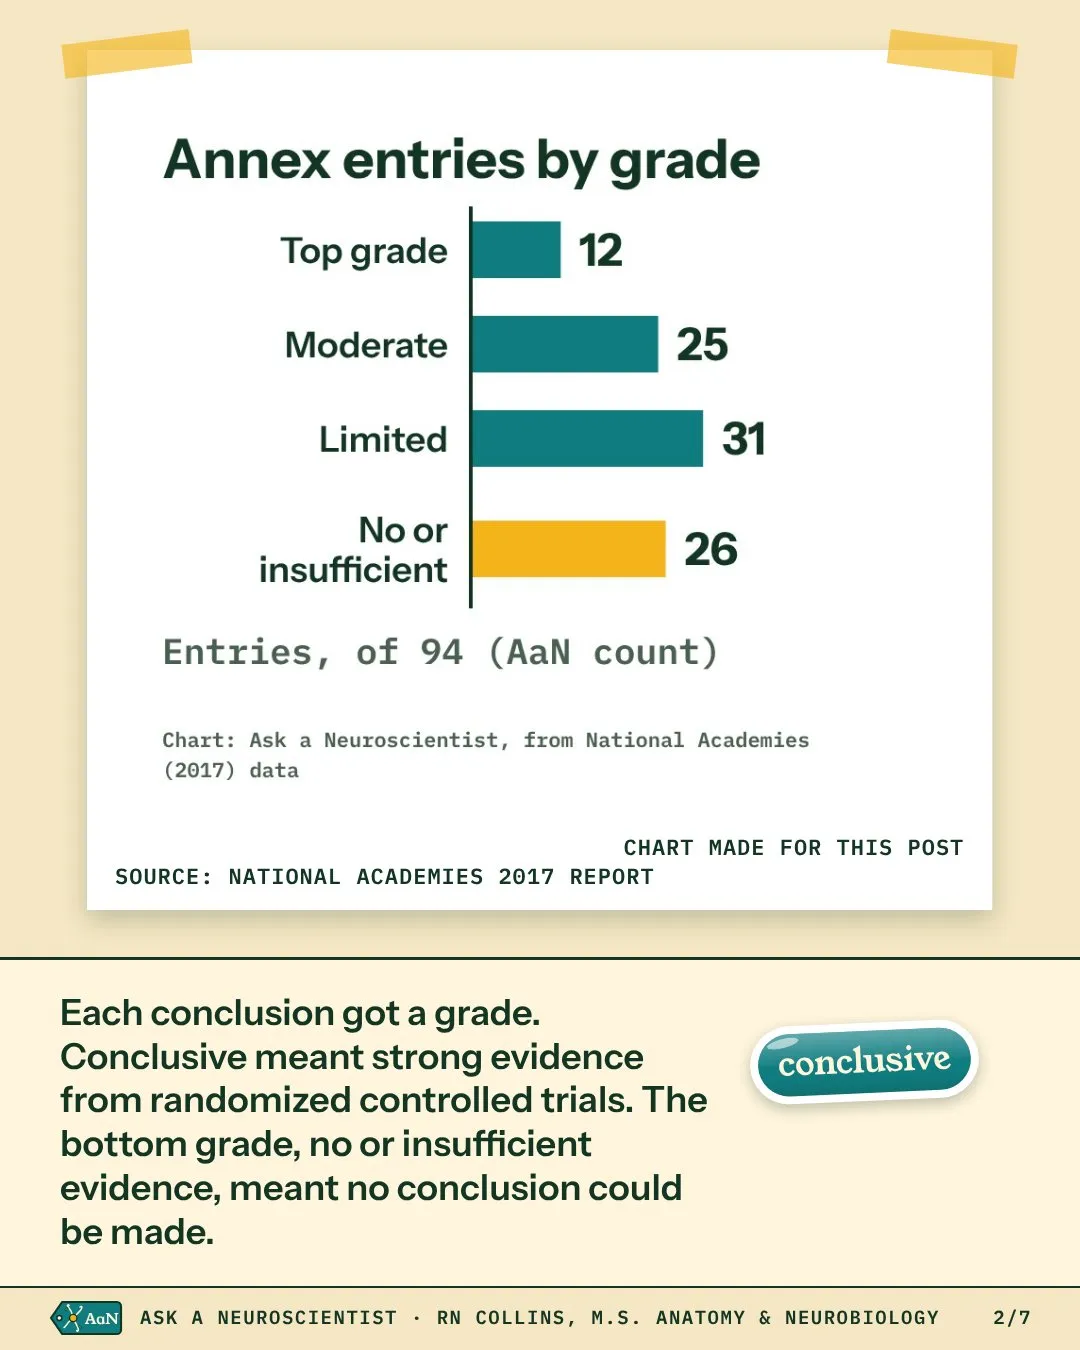 Annex entries by grade
Top grade 12
Moderate 25
Limited 31
No or
insufficient 26
Entries, of 94 (AaN count)
Chart: Ask a Neuroscientist, from National Academies
(2017) data
CHART MADE FOR THIS POST
SOURCE: NATIONAL ACADEMIES 2017 REPORT
Each conclusion got a grade.
Conclusive meant strong evidence
from randomized controlled trials. The
bottom grade, no or insufficient
evidence, meant no conclusion could
be made.
conclusive
AaN ASK A NEUROSCIENTIST · RN COLLINS, M.S. ANATOMY & NEUROBIOLOGY 2/7